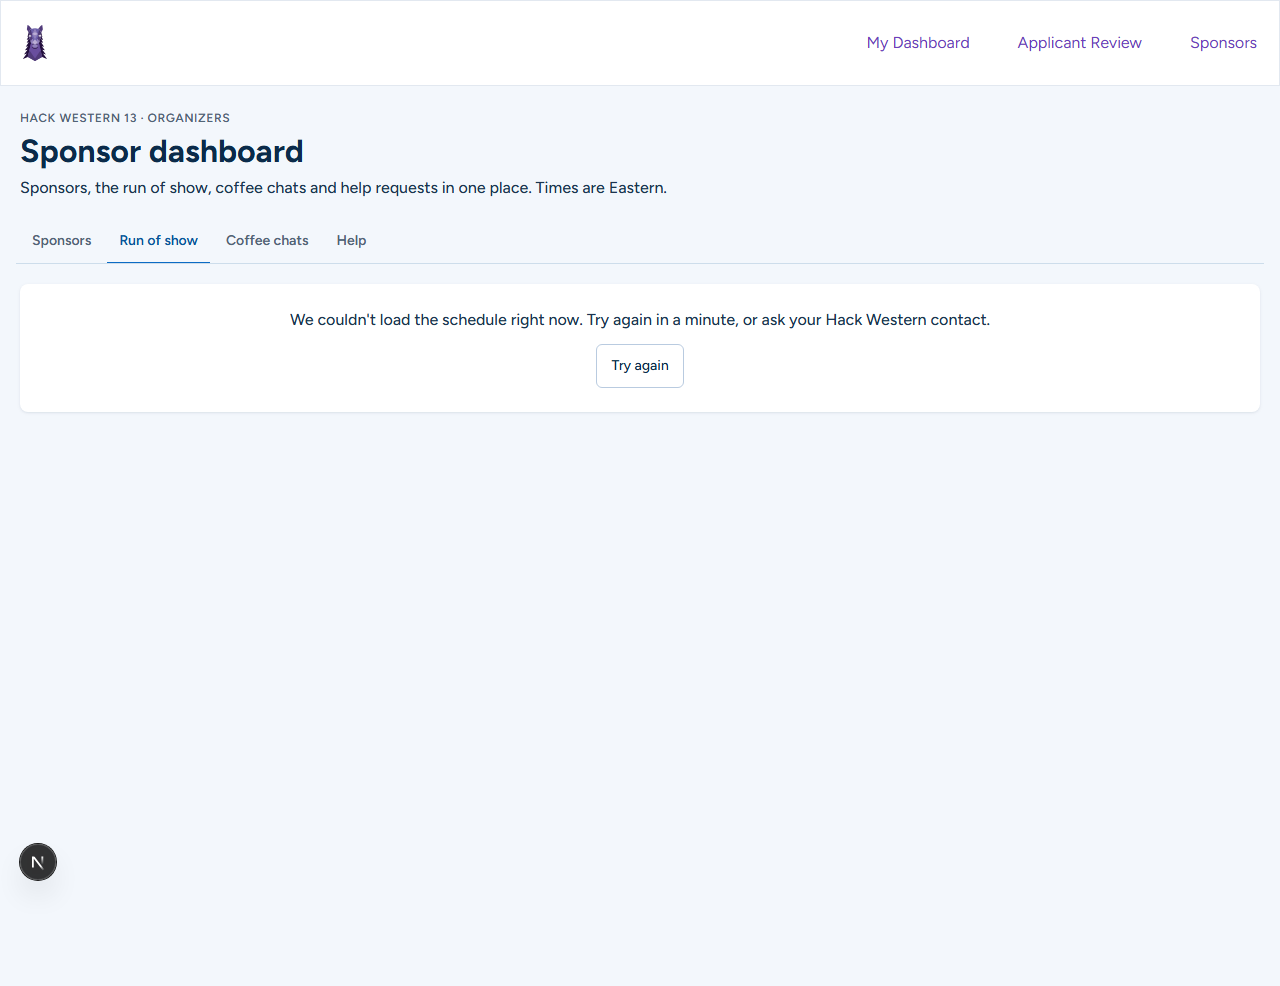 My Dashboard
Applicant Review
Sponsors
HACK WESTERN 13 · ORGANIZERS
Sponsor dashboard
Sponsors, the run of show, coffee chats and help requests in one place. Times are Eastern.
Sponsors
Run of show
Coffee chats
Help
We couldn't load the schedule right now. Try again in a minute, or ask your Hack Western contact.
Try again
N